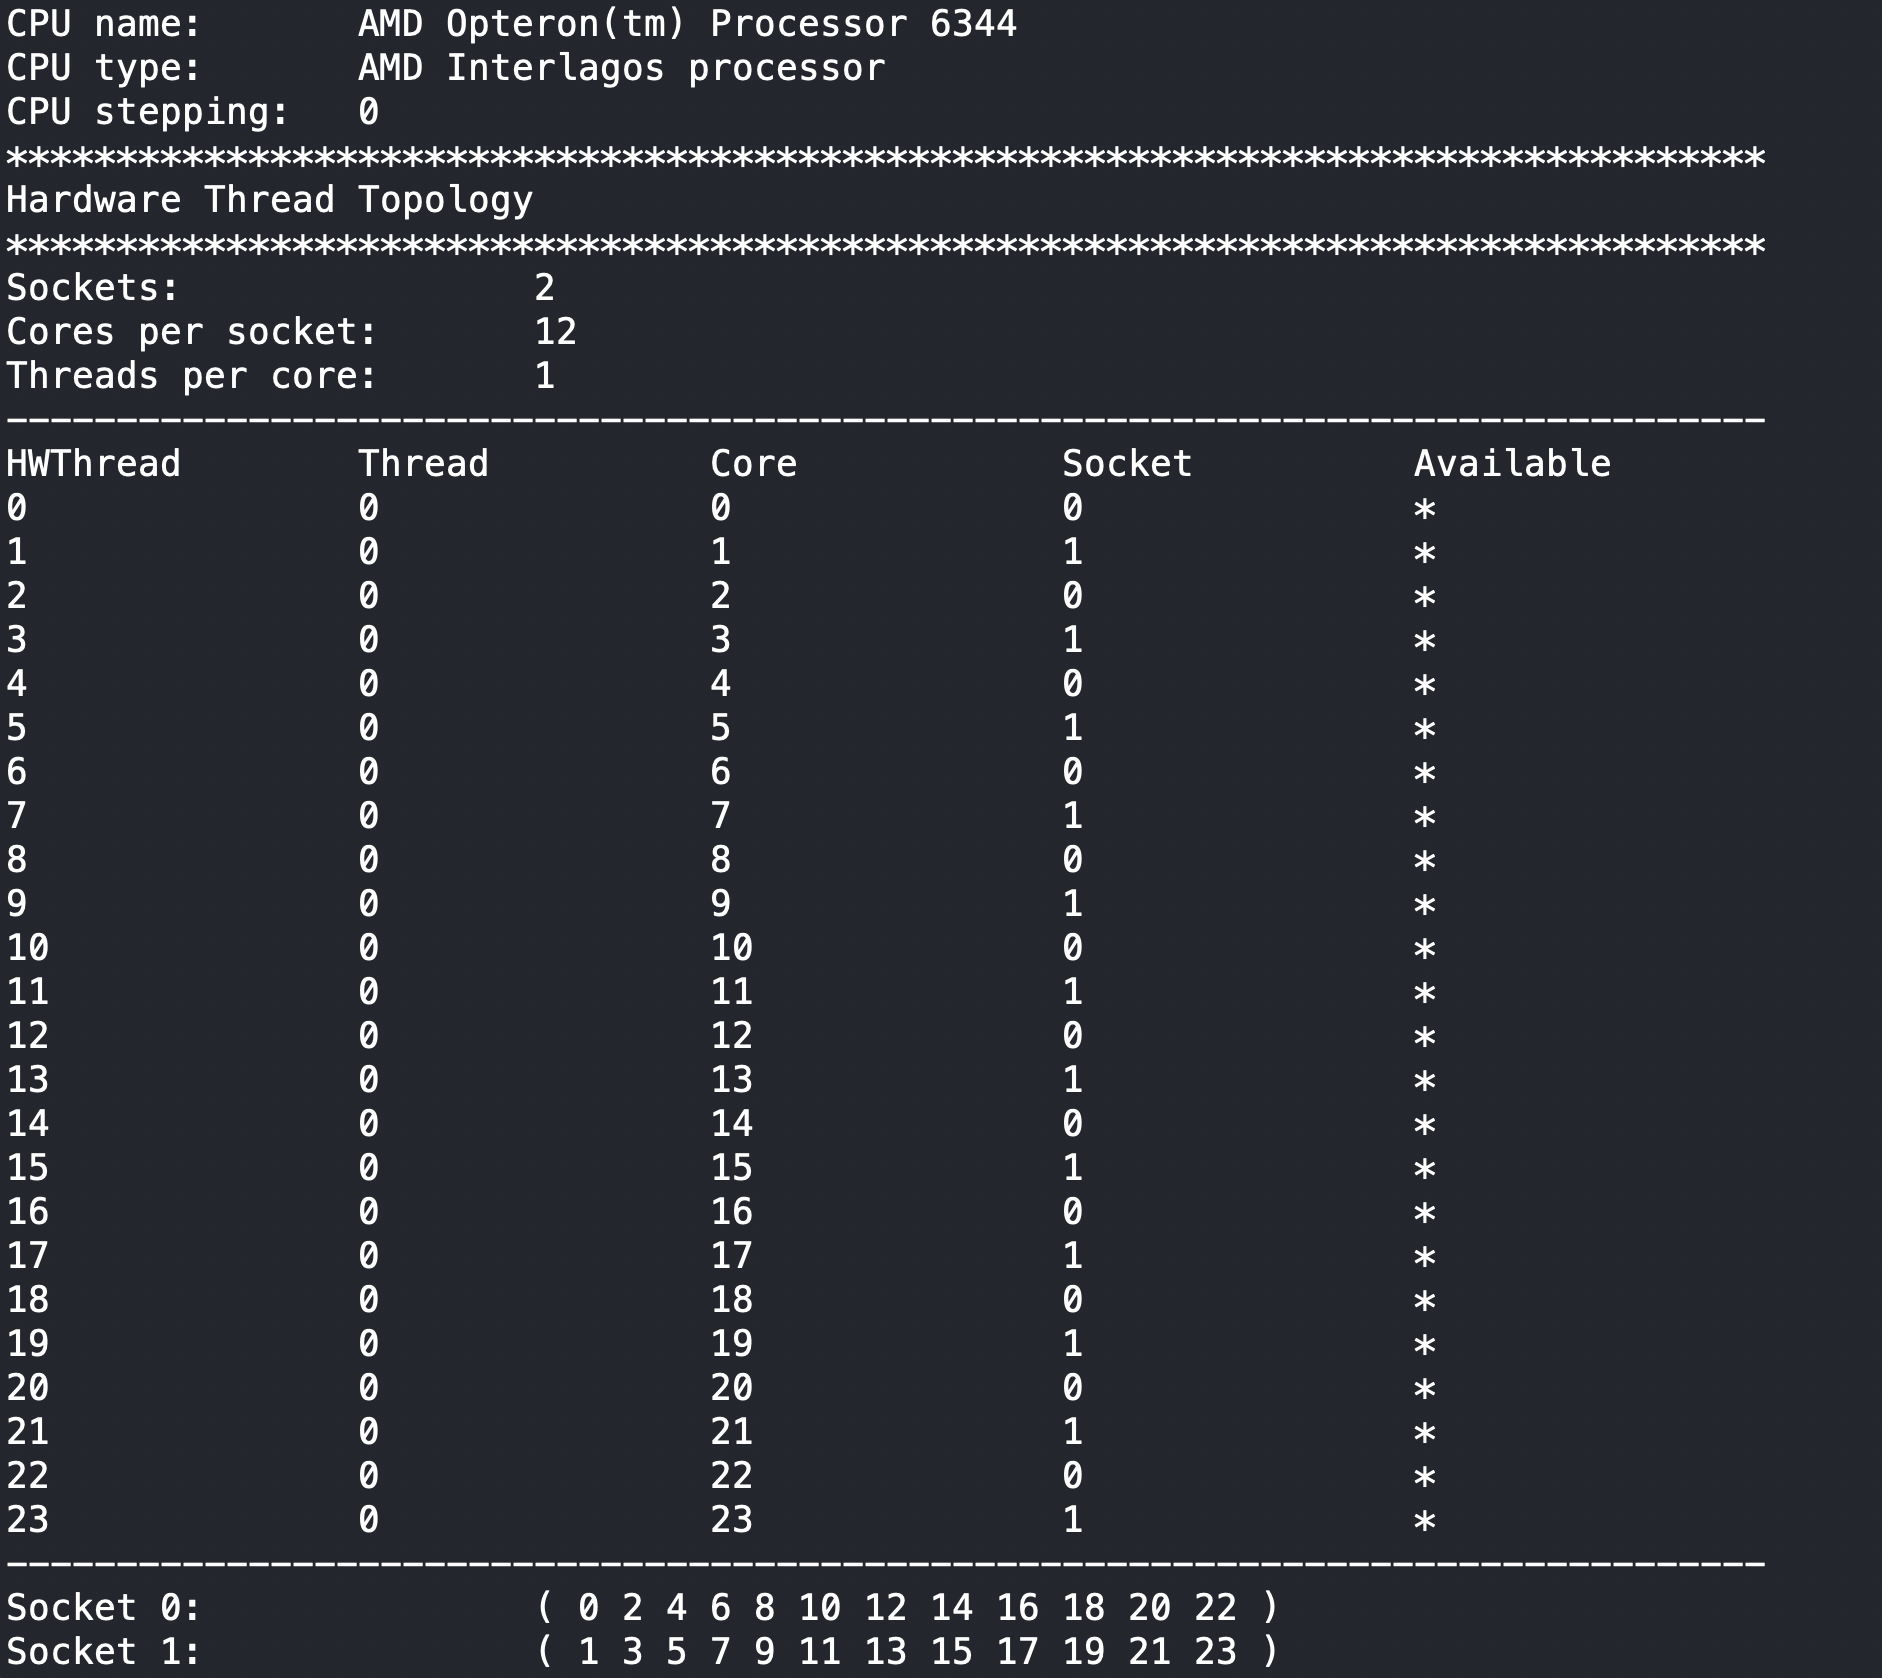 CPU name:       AMD Opteron(tm) Processor 6344
CPU type:       AMD Interlagos processor
CPU stepping:   0
********************************************************************************
Hardware Thread Topology
********************************************************************************
Sockets:                2
Cores per socket:       12
Threads per core:       1
--------------------------------------------------------------------------------
HWThread        Thread          Core            Socket          Available
0               0               0               0               *
1               0               1               1               *
2               0               2               0               *
3               0               3               1               *
4               0               4               0               *
5               0               5               1               *
6               0               6               0               *
7               0               7               1               *
8               0               8               0               *
9               0               9               1               *
10              0               10              0               *
11              0               11              1               *
12              0               12              0               *
13              0               13              1               *
14              0               14              0               *
15              0               15              1               *
16              0               16              0               *
17              0               17              1               *
18              0               18              0               *
19              0               19              1               *
20              0               20              0               *
21              0               21              1               *
22              0               22              0               *
23              0               23              1               *
--------------------------------------------------------------------------------
Socket 0:               ( 0 2 4 6 8 10 12 14 16 18 20 22 )
Socket 1:               ( 1 3 5 7 9 11 13 15 17 19 21 23 )